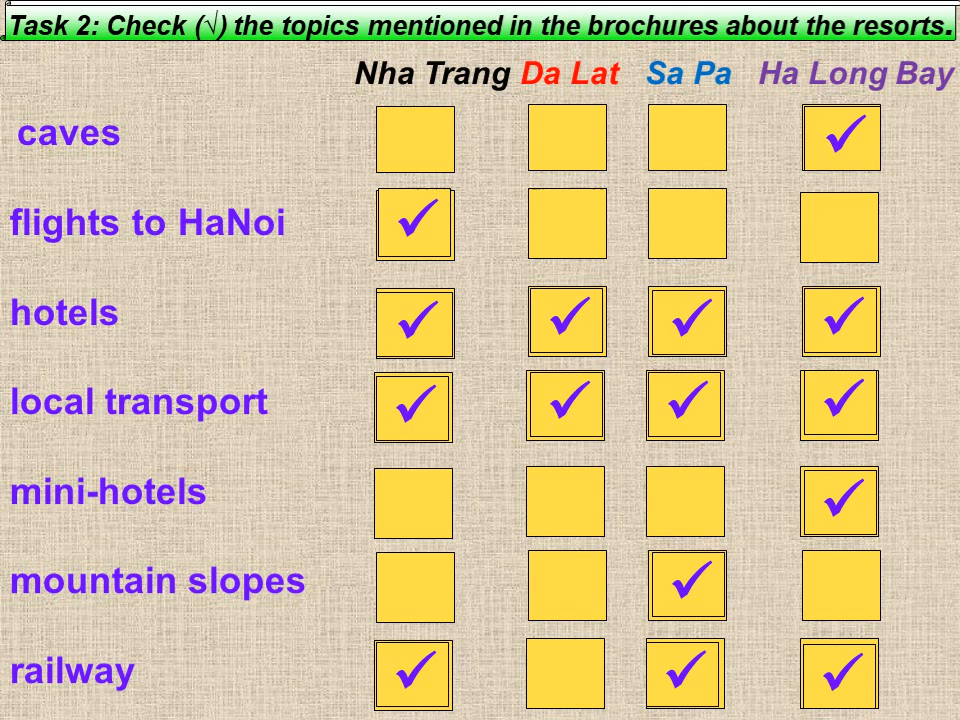 Task 2: Check (√) the topics mentioned in the brochures about the resorts.
Nha Trang Da Lat Sa Pa Ha Long Bay
caves ✓
flights to HaNoi ✓
hotels ✓ ✓ ✓ ✓
local transport ✓ ✓ ✓ ✓
mini-hotels ✓
mountain slopes ✓
railway ✓ ✓ ✓